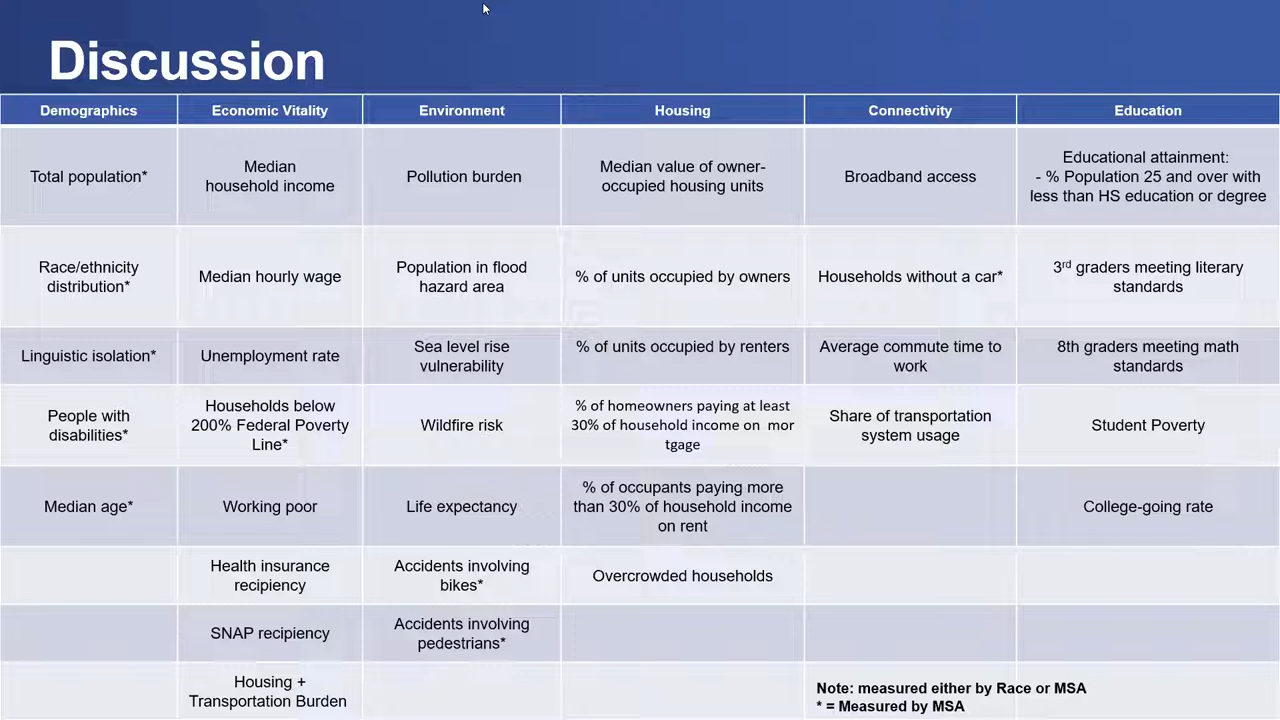 Discussion
Demographics
Economic Vitality
Environment
Housing
Connectivity
Education
Total population*
Median
household income
Pollution burden
Median value of owner-
occupied housing units
Broadband access
Educational attainment:
- % Population 25 and over with
less than HS education or degree
Race/ethnicity
distribution*
Median hourly wage
Population in flood
hazard area
% of units occupied by owners
Households without a car*
3rd graders meeting literary
standards
Linguistic isolation*
Unemployment rate
Sea level rise
vulnerability
% of units occupied by renters
Average commute time to
work
8th graders meeting math
standards
People with
disabilities*
Households below
200% Federal Poverty
Line*
Wildfire risk
% of homeowners paying at least
30% of household income on mor
tgage
Share of transportation
system usage
Student Poverty
Median age*
Working poor
Life expectancy
% of occupants paying more
than 30% of household income
on rent
College-going rate
Health insurance
recipiency
Accidents involving
bikes*
Overcrowded households
SNAP recipiency
Accidents involving
pedestrians*
Housing +
Transportation Burden
Note: measured either by Race or MSA
* = Measured by MSA